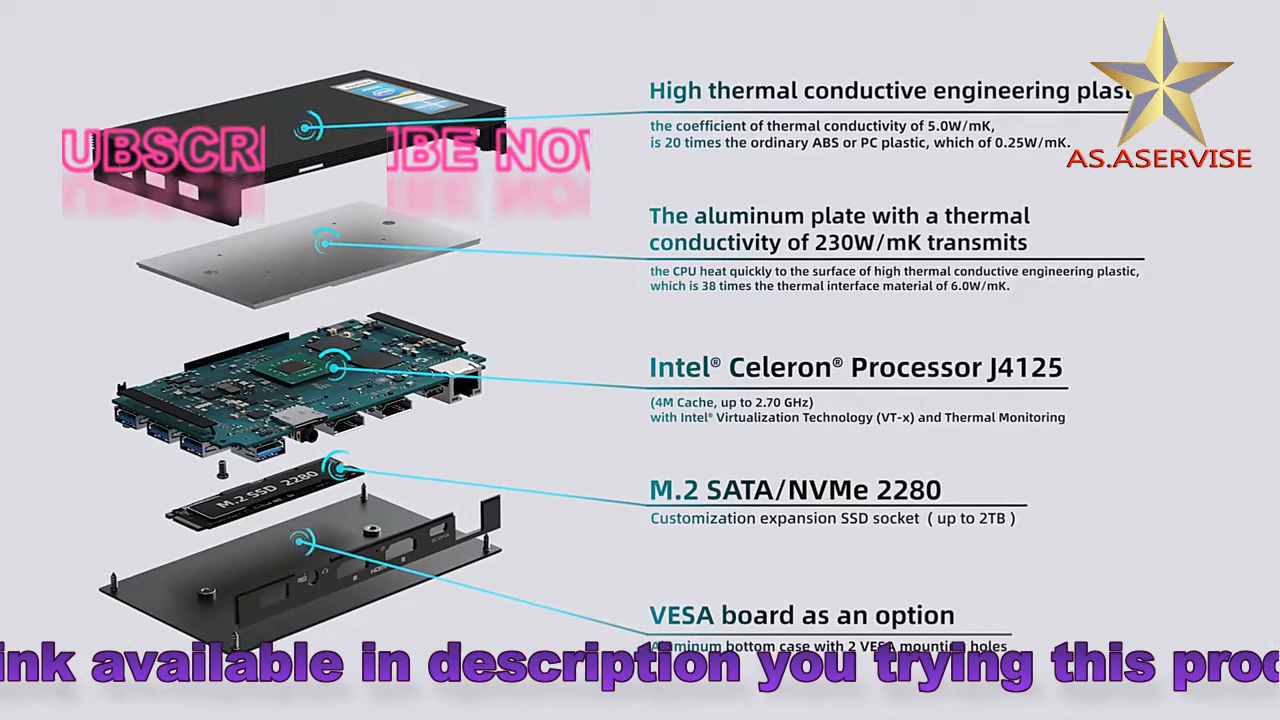 High thermal conductive engineering plast
the coefficient of thermal conductivity of 5.0W/mK,
is 20 times the ordinary ABS or PC plastic, which of 0.25W/mK.
AS.ASERVISE
UBSCRI
IBE NOW
The aluminum plate with a thermal
conductivity of 230W/mK transmits
the CPU heat quickly to the surface of high thermal conductive engineering plastic,
which is 38 times the thermal interface material of 6.0W/mK.
Intel® Celeron® Processor J4125
(4M Cache, up to 2.70 GHz)
with Intel® Virtualization Technology (VT-x) and Thermal Monitoring
M.2 SSD 2280
M.2 SATA/NVMe 2280
Customization expansion SSD socket ( up to 2TB )
VESA board as an option
Aluminum bottom case with 2 VESA mounting holes
ink available in description you trying this prod